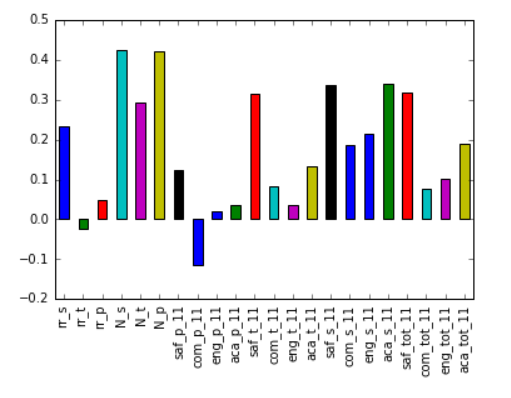 0.5
0.4
0.3
0.2
0.1
0.0
−0.1
−0.2
rr_s
rr_t
rr_p
N_s
N_t
N_p
saf_p_11
com_p_11
eng_p_11
aca_p_11
saf_t_11
com_t_11
eng_t_11
aca_t_11
saf_s_11
com_s_11
eng_s_11
aca_s_11
saf_tot_11
com_tot_11
eng_tot_11
aca_tot_11